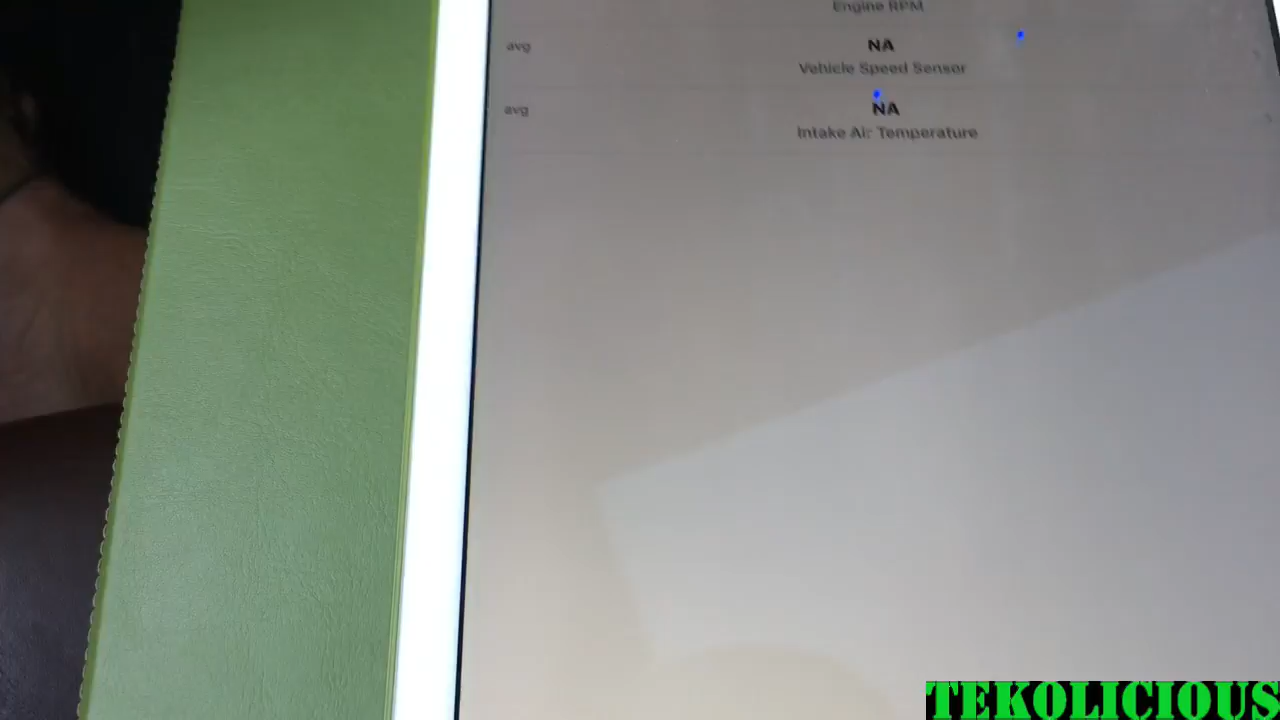 Engine RPM
avg
NA
Vehicle Speed Sensor
avg
NA
Intake Air Temperature
TEKOLICIOUS